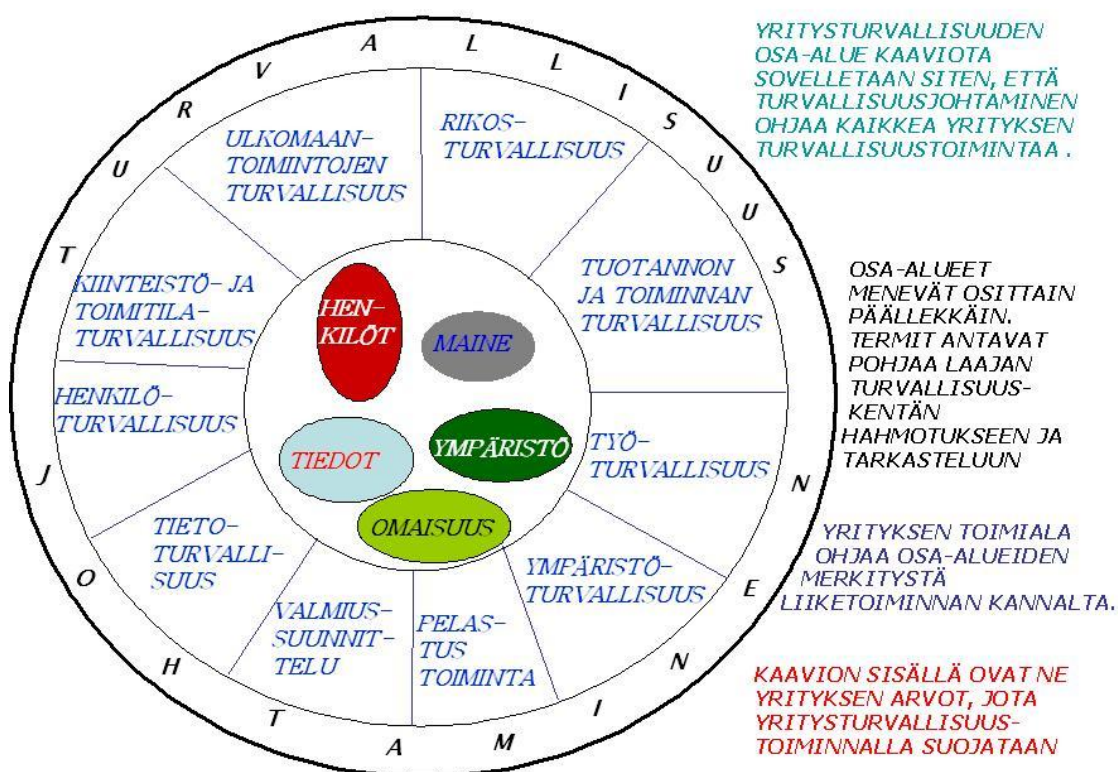 TURVALLISUUSJOHTAMINEN
ULKOMAAN-
TOIMINTOJEN
TURVALLISUUS
RIKOS-
TURVALLISUUS
TUOTANNON
JA TOIMINNAN
TURVALLISUUS
TYÖ-
TURVALLISUUS
YMPÄRISTÖ-
TURVALLISUUS
PELAS-
TUS
TOIMINTA
VALMIUS-
SUUNNIT-
TELU
TIETO-
TURVALLI-
SUUS
HENKILÖ-
TURVALLISUUS
KIINTEISTÖ- JA
TOIMITILA-
TURVALLISUUS
HEN-
KILÖT
MAINE
TIEDOT
YMPÄRISTÖ
OMAISUUS
YRITYSTURVALLISUUDEN
OSA-ALUE KAAVIOTA
SOVELLETAAN SITEN, ETTÄ
TURVALLISUUSJOHTAMINEN
OHJAA KAIKKEA YRITYKSEN
TURVALLISUUSTOIMINTAA .
OSA-ALUEET
MENEVÄT OSITTAIN
PÄÄLLEKKÄIN.
TERMIT ANTAVAT
POHJAA LAAJAN
TURVALLISUUS-
KENTÄN
HAHMOTUKSEEN JA
TARKASTELUUN
YRITYKSEN TOIMIALA
OHJAA OSA-ALUEIDEN
MERKITYSTÄ
LIIKETOIMINNAN KANNALTA.
KAAVION SISÄLLÄ OVAT NE
YRITYKSEN ARVOT, JOTA
YRITYSTURVALLISUUS-
TOIMINNALLA SUOJATAAN